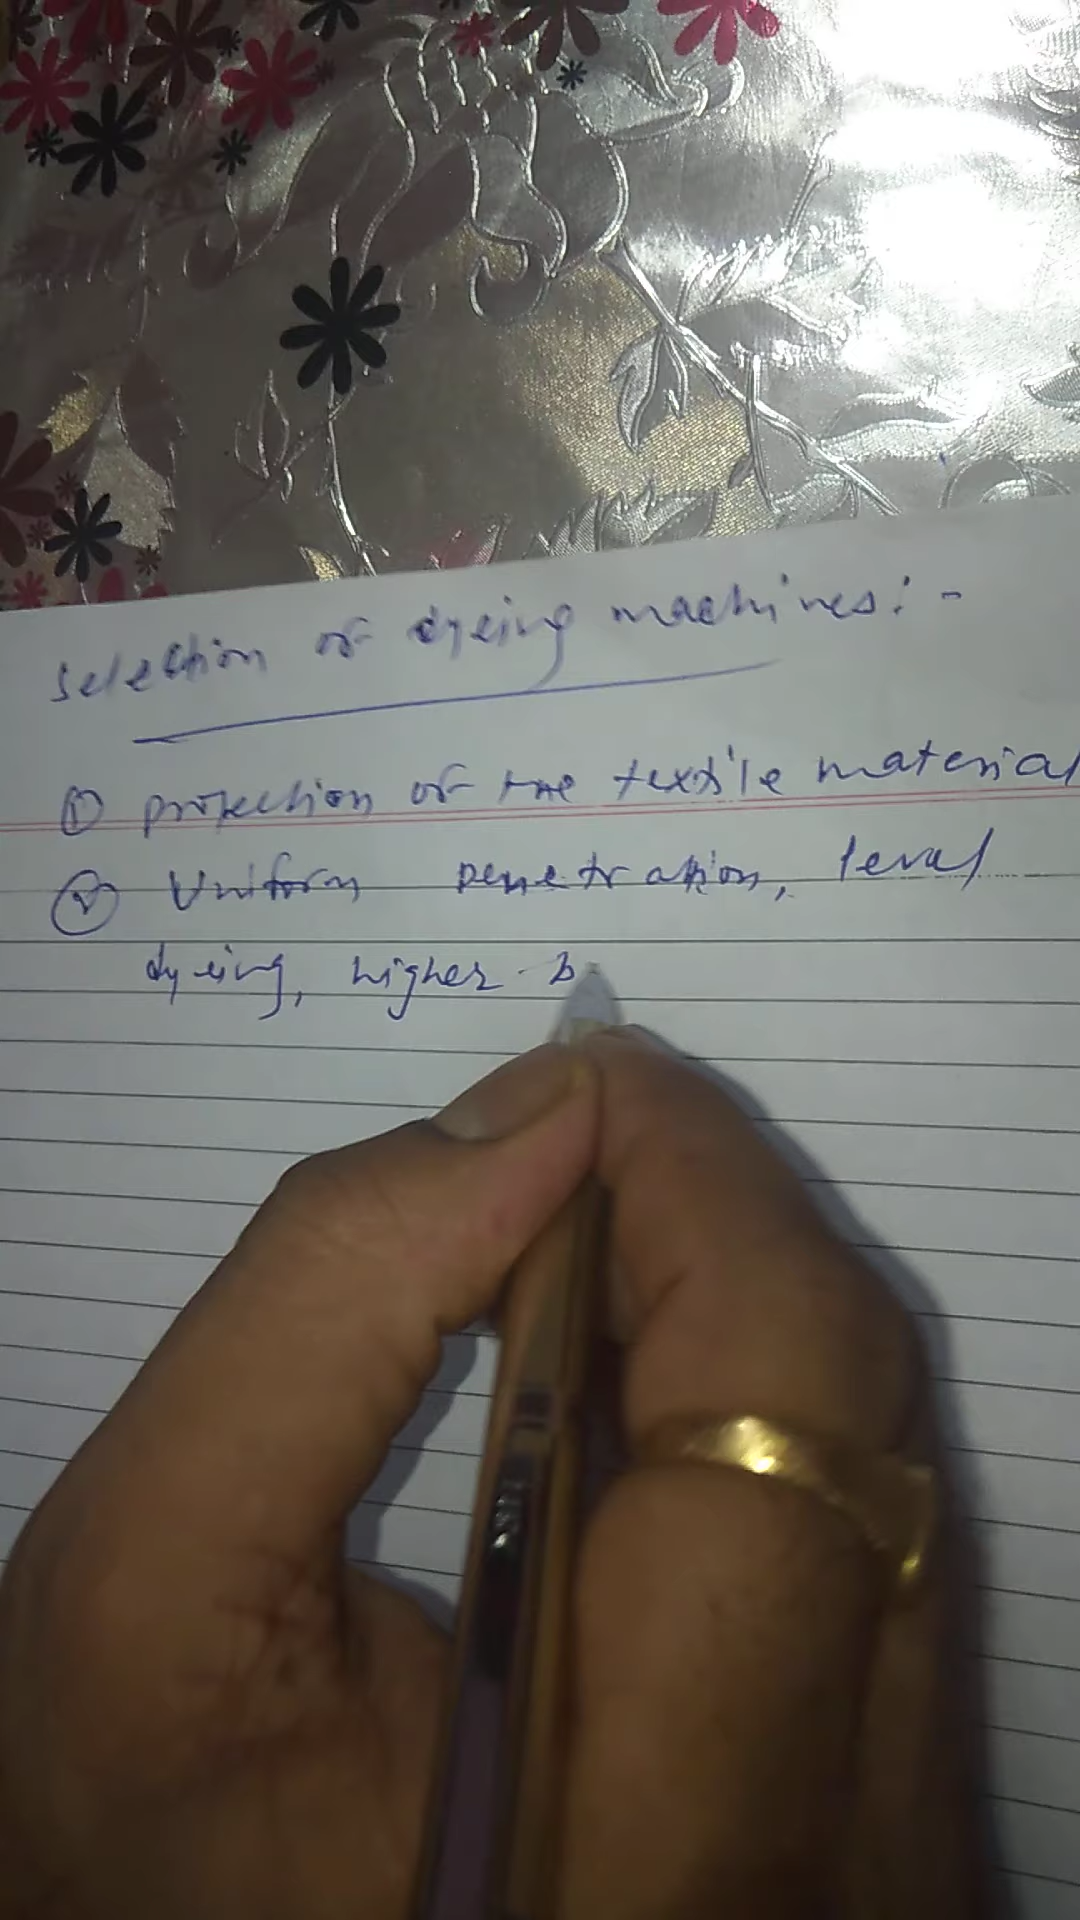 Selection of dyeing machines:-
① protection of the textile material
② Uniform penetration, level
dyeing, higher